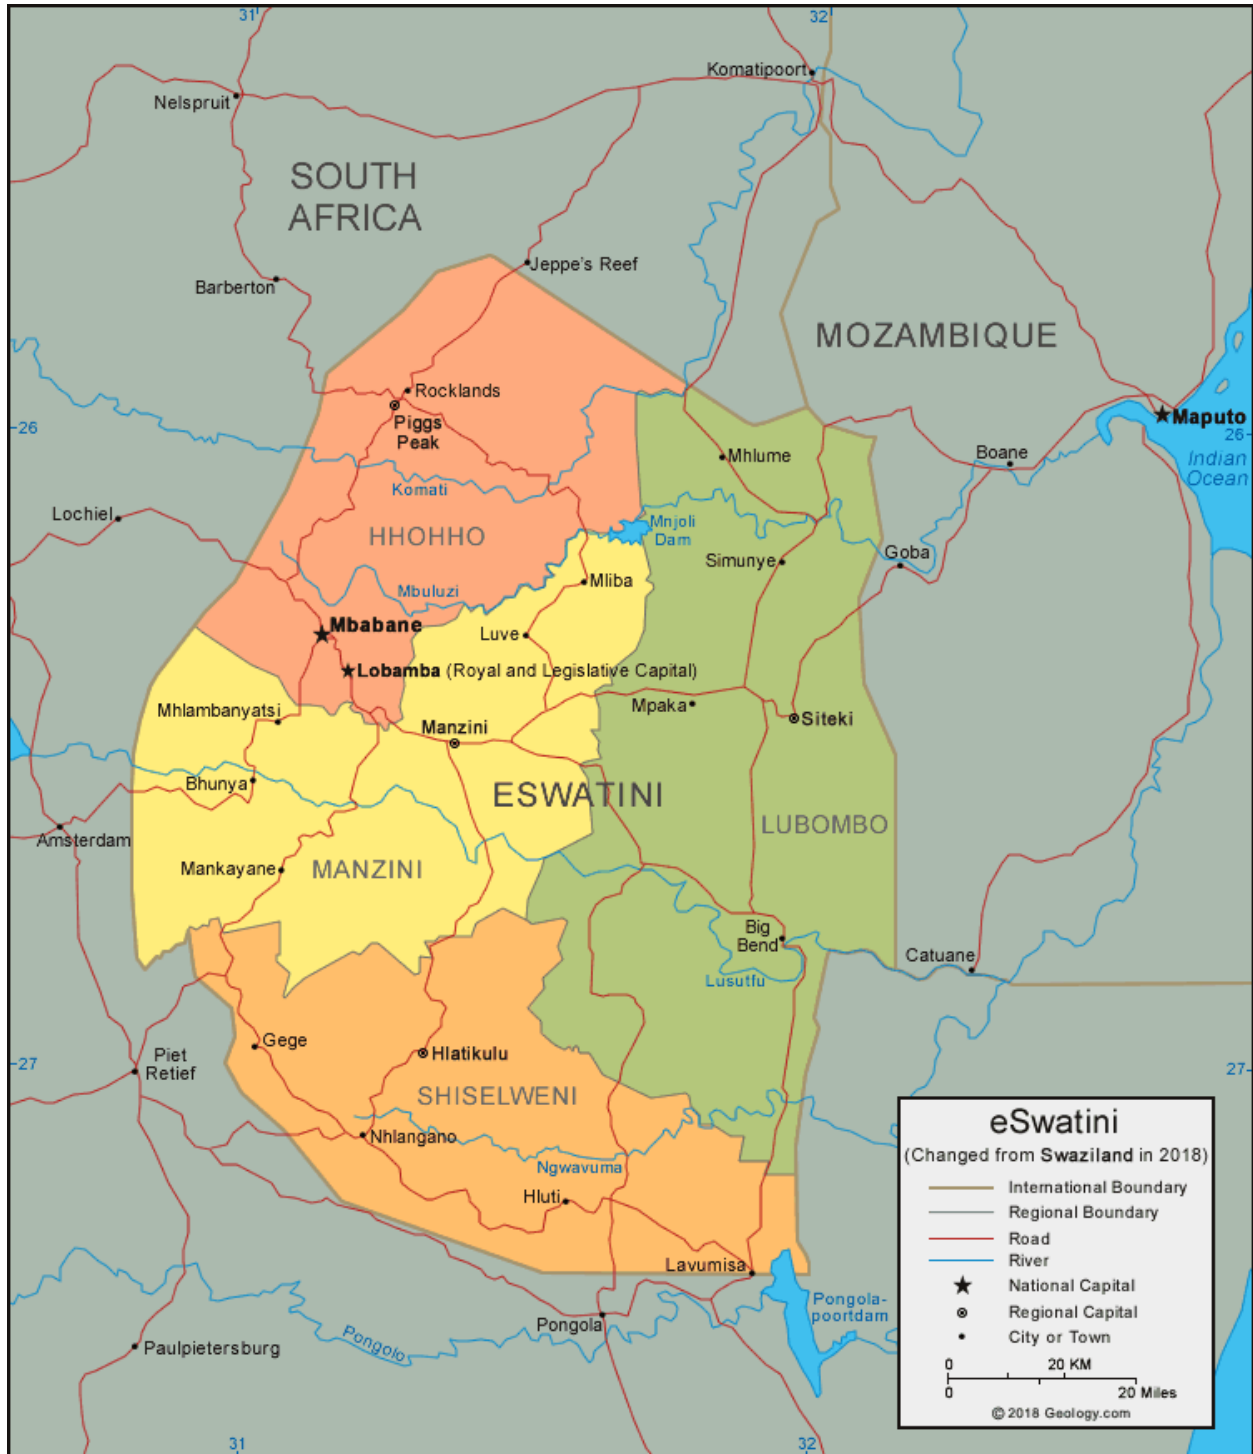 31
32
Komatipoort
Nelspruit
SOUTH
AFRICA
Jeppe's Reef
Barberton
MOZAMBIQUE
Rocklands
Piggs
Peak
Maputo
26
26
Indian
Ocean
Mhlume
Boane
Komati
Lochiel
Mnjoli
Dam
HHOHHO
Simunye
Goba
Mliba
Mbuluzi
Mbabane
Luve
Lobamba (Royal and Legislative Capital)
Mhlambanyatsi
Mpaka
Siteki
Manzini
Bhunya
ESWATINI
LUBOMBO
Amsterdam
Mankayane
MANZINI
Big
Bend
Catuane
Lusutfu
Gege
Hlatikulu
Piet
Retief
27
27
SHISELWENI
Nhlangano
Ngwavuma
Hluti
Lavumisa
Pongola-
poortdam
Pongola
Pongolo
Paulpietersburg
eSwatini
(Changed from Swaziland in 2018)
International Boundary
Regional Boundary
Road
River
National Capital
Regional Capital
City or Town
0 20 KM
0 20 Miles
© 2018 Geology.com
31
32